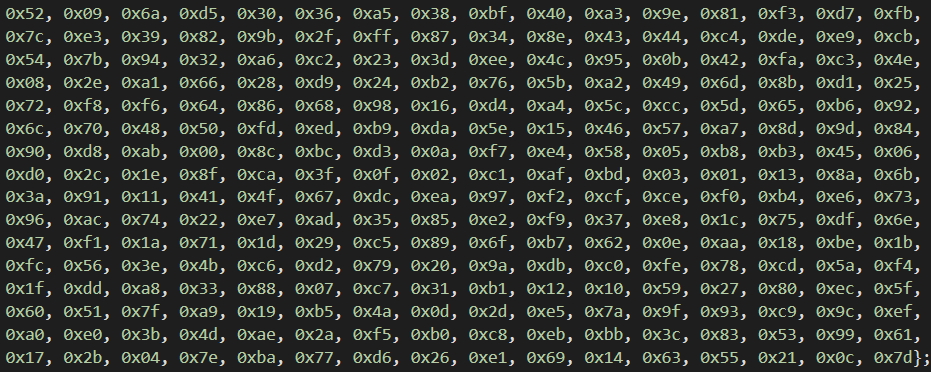 0x52, 0x09, 0x6a, 0xd5, 0x30, 0x36, 0xa5, 0x38, 0xbf, 0x40, 0xa3, 0x9e, 0x81, 0xf3, 0xd7, 0xfb,
0x7c, 0xe3, 0x39, 0x82, 0x9b, 0x2f, 0xff, 0x87, 0x34, 0x8e, 0x43, 0x44, 0xc4, 0xde, 0xe9, 0xcb,
0x54, 0x7b, 0x94, 0x32, 0xa6, 0xc2, 0x23, 0x3d, 0xee, 0x4c, 0x95, 0x0b, 0x42, 0xfa, 0xc3, 0x4e,
0x08, 0x2e, 0xa1, 0x66, 0x28, 0xd9, 0x24, 0xb2, 0x76, 0x5b, 0xa2, 0x49, 0x6d, 0x8b, 0xd1, 0x25,
0x72, 0xf8, 0xf6, 0x64, 0x86, 0x68, 0x98, 0x16, 0xd4, 0xa4, 0x5c, 0xcc, 0x5d, 0x65, 0xb6, 0x92,
0x6c, 0x70, 0x48, 0x50, 0xfd, 0xed, 0xb9, 0xda, 0x5e, 0x15, 0x46, 0x57, 0xa7, 0x8d, 0x9d, 0x84,
0x90, 0xd8, 0xab, 0x00, 0x8c, 0xbc, 0xd3, 0x0a, 0xf7, 0xe4, 0x58, 0x05, 0xb8, 0xb3, 0x45, 0x06,
0xd0, 0x2c, 0x1e, 0x8f, 0xca, 0x3f, 0x0f, 0x02, 0xc1, 0xaf, 0xbd, 0x03, 0x01, 0x13, 0x8a, 0x6b,
0x3a, 0x91, 0x11, 0x41, 0x4f, 0x67, 0xdc, 0xea, 0x97, 0xf2, 0xcf, 0xce, 0xf0, 0xb4, 0xe6, 0x73,
0x96, 0xac, 0x74, 0x22, 0xe7, 0xad, 0x35, 0x85, 0xe2, 0xf9, 0x37, 0xe8, 0x1c, 0x75, 0xdf, 0x6e,
0x47, 0xf1, 0x1a, 0x71, 0x1d, 0x29, 0xc5, 0x89, 0x6f, 0xb7, 0x62, 0x0e, 0xaa, 0x18, 0xbe, 0x1b,
0xfc, 0x56, 0x3e, 0x4b, 0xc6, 0xd2, 0x79, 0x20, 0x9a, 0xdb, 0xc0, 0xfe, 0x78, 0xcd, 0x5a, 0xf4,
0x1f, 0xdd, 0xa8, 0x33, 0x88, 0x07, 0xc7, 0x31, 0xb1, 0x12, 0x10, 0x59, 0x27, 0x80, 0xec, 0x5f,
0x60, 0x51, 0x7f, 0xa9, 0x19, 0xb5, 0x4a, 0x0d, 0x2d, 0xe5, 0x7a, 0x9f, 0x93, 0xc9, 0x9c, 0xef,
0xa0, 0xe0, 0x3b, 0x4d, 0xae, 0x2a, 0xf5, 0xb0, 0xc8, 0xeb, 0xbb, 0x3c, 0x83, 0x53, 0x99, 0x61,
0x17, 0x2b, 0x04, 0x7e, 0xba, 0x77, 0xd6, 0x26, 0xe1, 0x69, 0x14, 0x63, 0x55, 0x21, 0x0c, 0x7d};